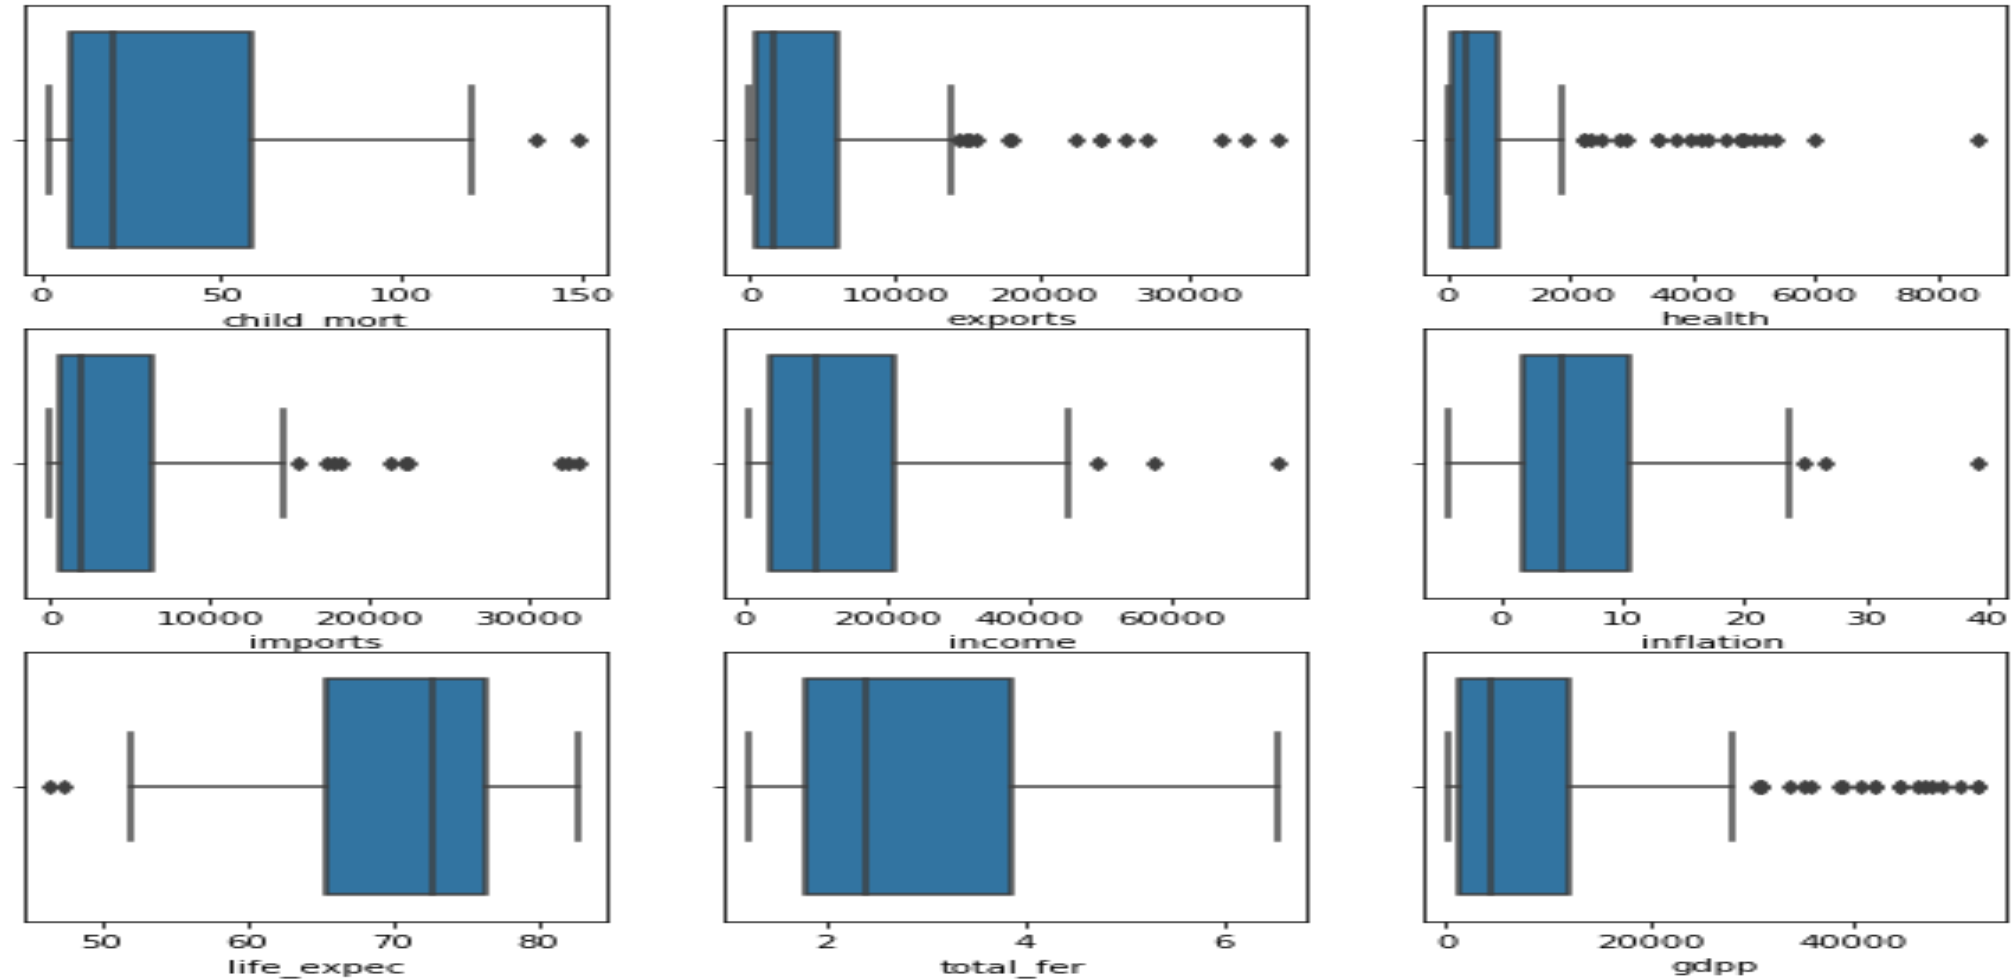 0 50 100 150 0 10000 20000 30000 0 2000 4000 6000 8000
child_mort exports health
0 10000 20000 30000 0 20000 40000 60000 0 10 20 30 40
imports income inflation
50 60 70 80 2 4 6 0 20000 40000
life_expec total_fer gdpp